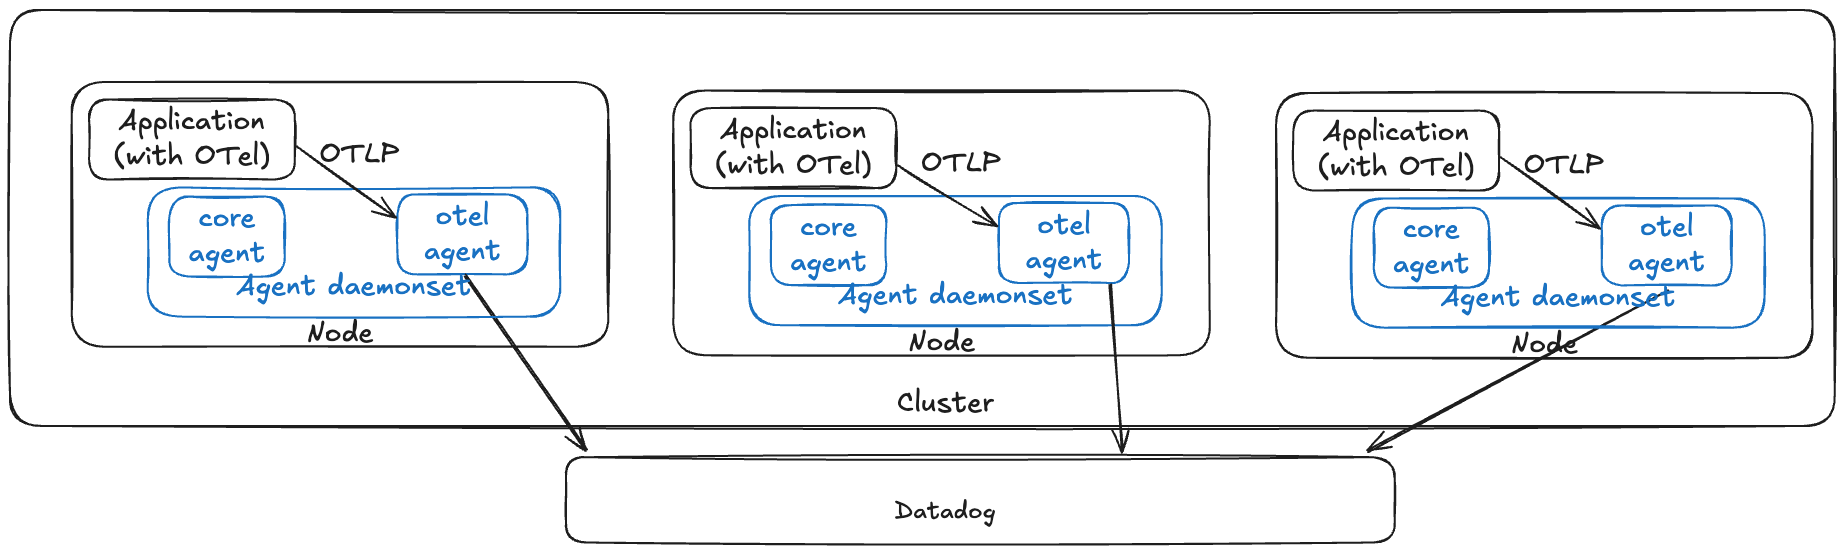 Application
(with OTel)
OTLP
core
agent
otel
agent
Agent daemonset
Node
Application
(with OTel)
OTLP
core
agent
otel
agent
Agent daemonset
Node
Application
(with OTel)
OTLP
core
agent
otel
agent
Agent daemonset
Node
Cluster
Datadog